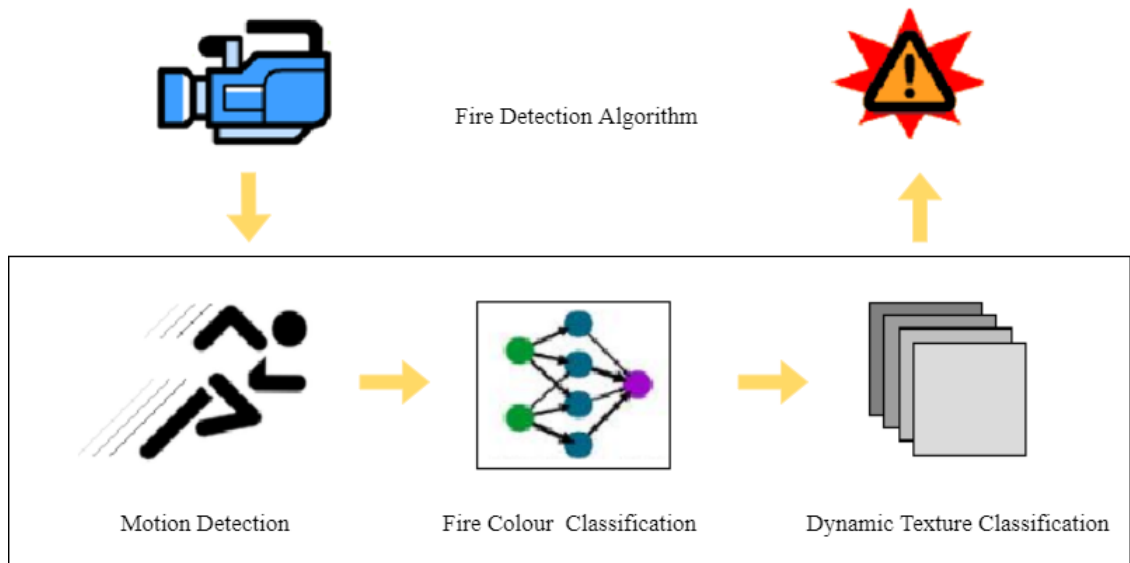 Fire Detection Algorithm
!
Motion Detection
Fire Colour Classification
Dynamic Texture Classification